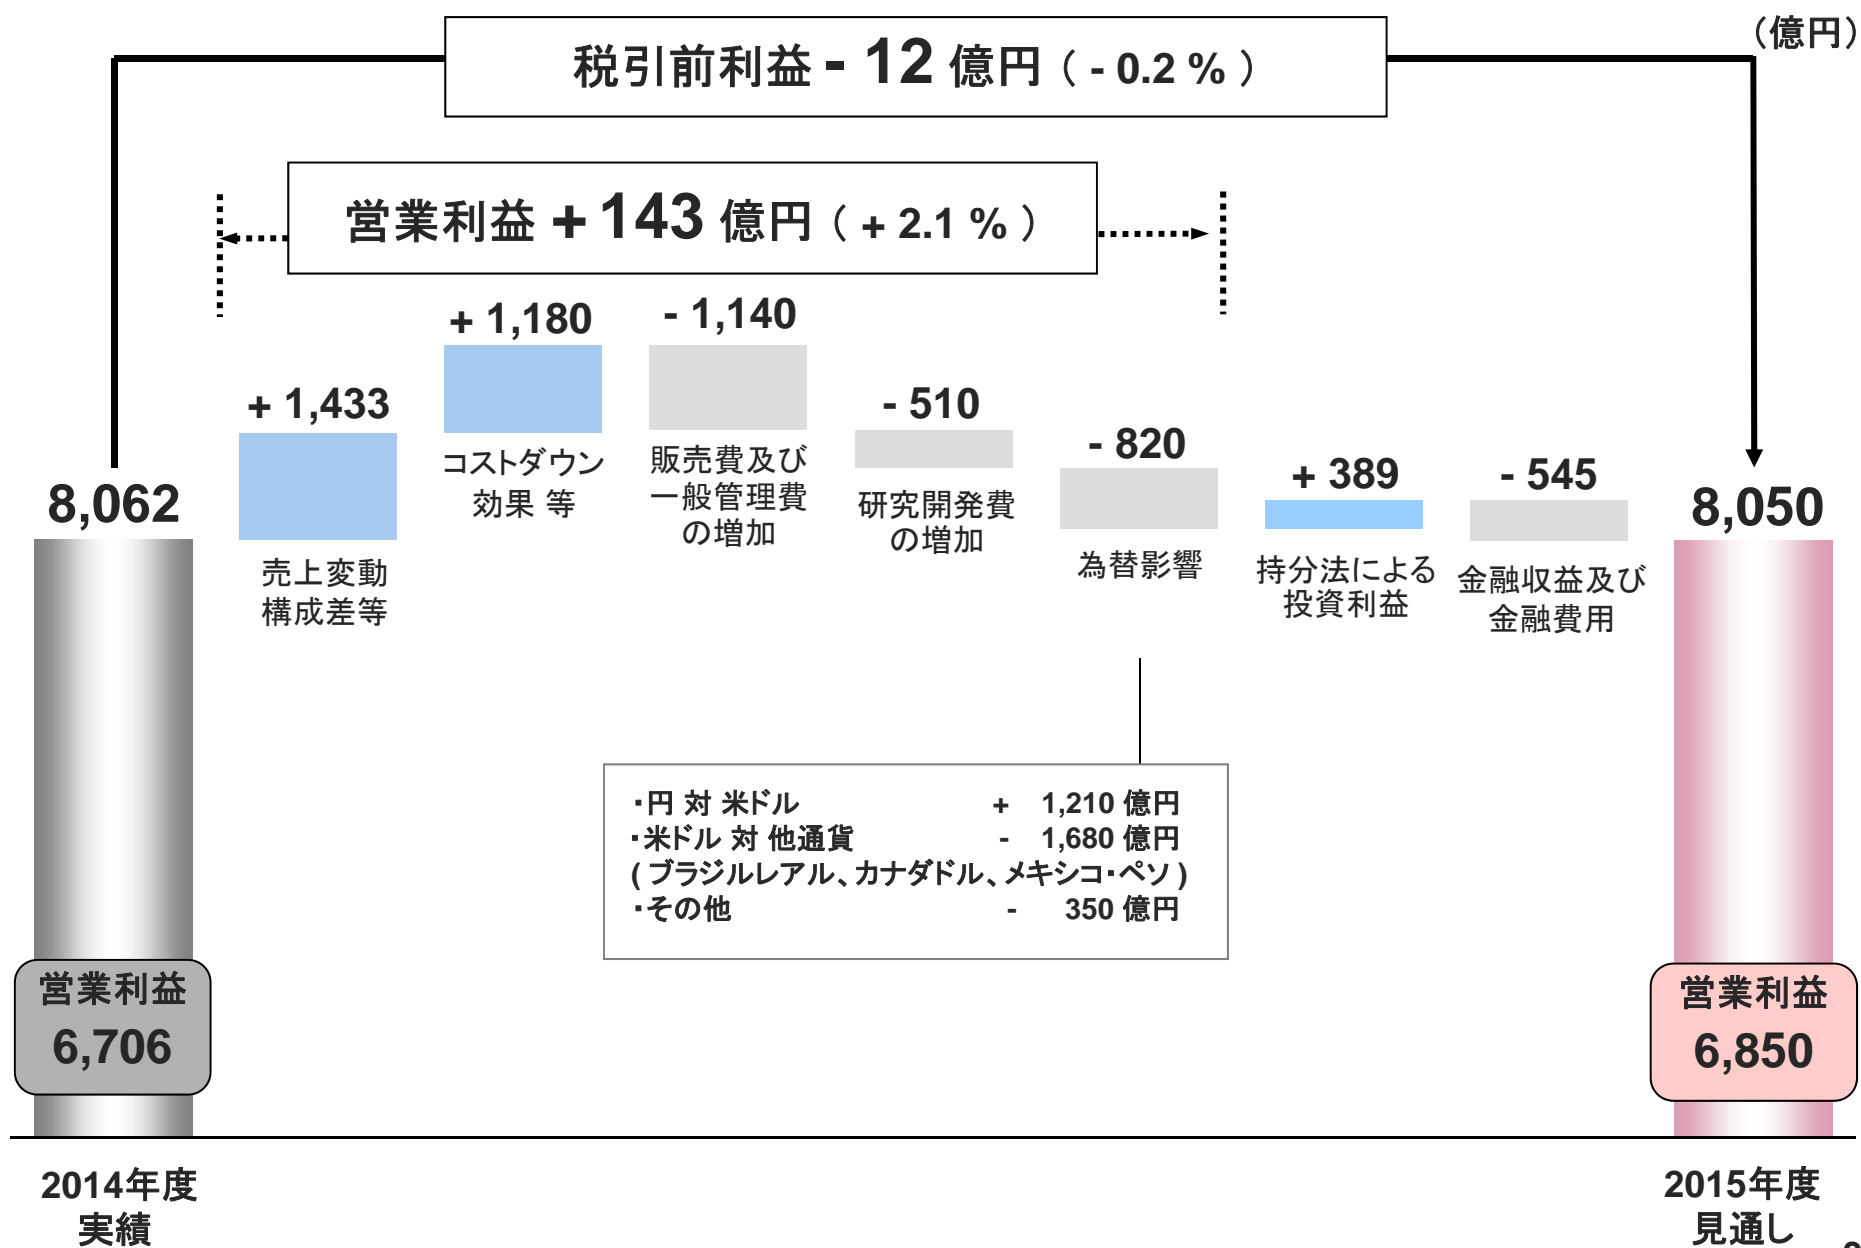 （億円）
税引前利益 - 12 億円（ - 0.2 % ）
営業利益 + 143 億円（ + 2.1 % ）
+ 1,433
売上変動
構成差等
+ 1,180
コストダウン
効果 等
- 1,140
販売費及び
一般管理費
の増加
- 510
研究開発費
の増加
- 820
為替影響
+ 389
持分法による
投資利益
- 545
金融収益及び
金融費用
8,062
8,050
・円 対 米ドル + 1,210 億円
・米ドル 対 他通貨 - 1,680 億円
( ブラジルレアル、カナダドル、メキシコ・ペソ )
・その他 - 350 億円
営業利益
6,706
営業利益
6,850
2014年度
実績
2015年度
見通し